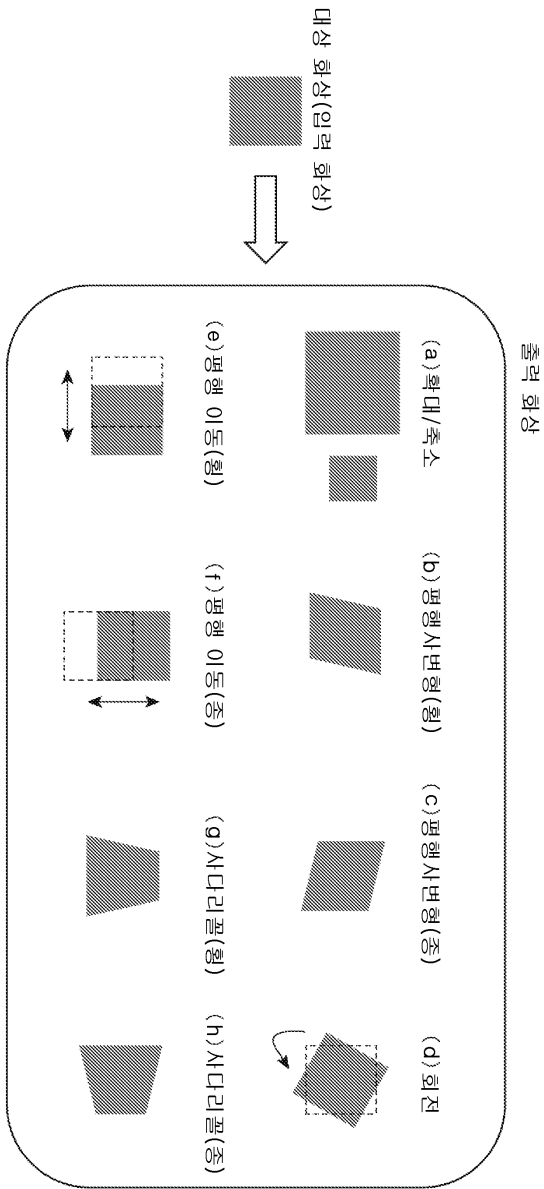 대상 화상(입력 화상)
출력 화상
(a)확대/축소
(b)평행사변형(횡)
(c)평행사변형(종)
(d)회전
(e)평행 이동(횡)
(f)평행 이동(종)
(g)사다리꼴(횡)
(h)사다리꼴(종)